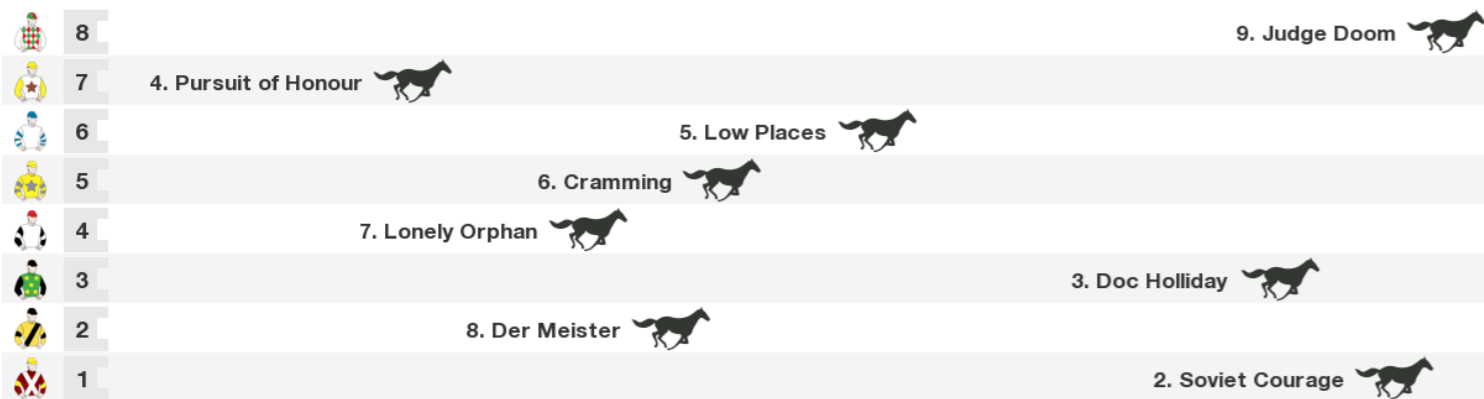 8 9. Judge Doom
7 4. Pursuit of Honour
6 5. Low Places
5 6. Cramming
4 7. Lonely Orphan
3 3. Doc Holliday
2 8. Der Meister
1 2. Soviet Courage